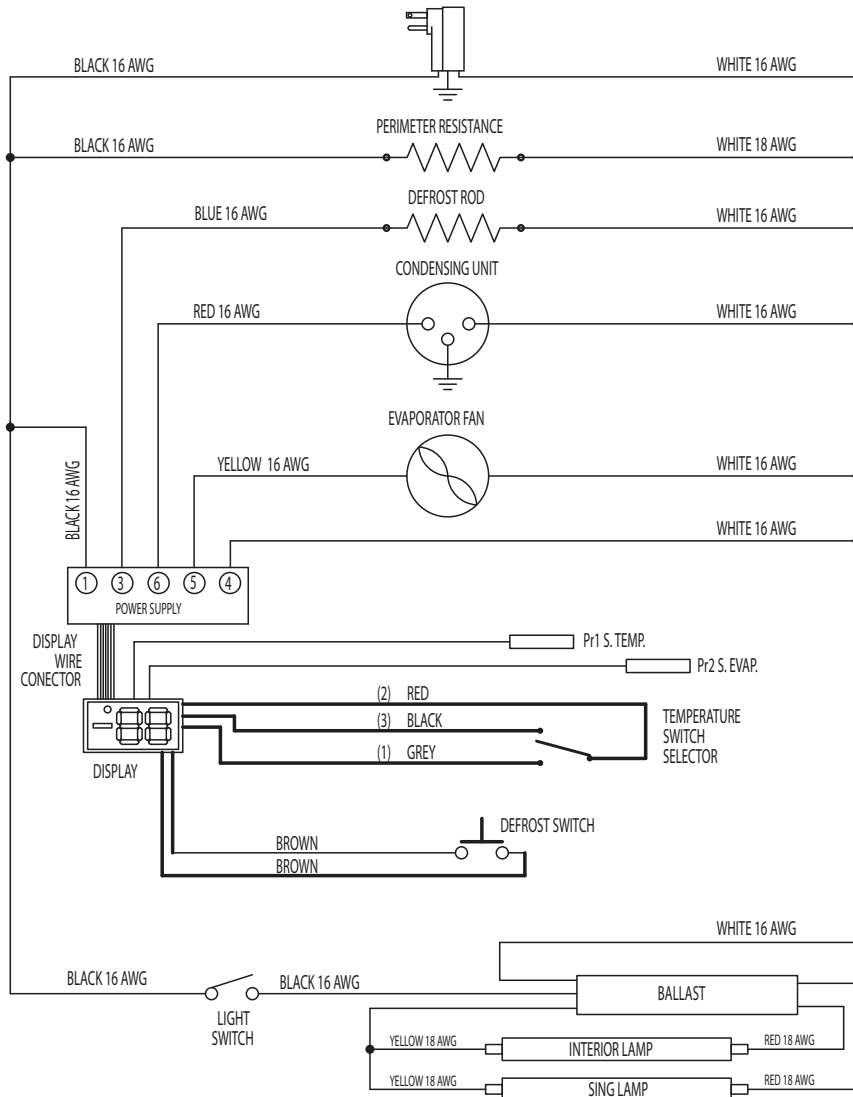 BLACK 16 AWG
WHITE 16 AWG
PERIMETER RESISTANCE
BLACK 16 AWG
WHITE 18 AWG
DEFROST ROD
BLUE 16 AWG
WHITE 16 AWG
CONDENSING UNIT
RED 16 AWG
WHITE 16 AWG
EVAPORATOR FAN
YELLOW 16 AWG
WHITE 16 AWG
BLACK 16 AWG
WHITE 16 AWG
1 3 6 5 4
POWER SUPPLY
DISPLAY
WIRE
CONECTOR
Pr1 S. TEMP.
Pr2 S. EVAP.
(2) RED
(3) BLACK
(1) GREY
TEMPERATURE
SWITCH
SELECTOR
88
DISPLAY
DEFROST SWITCH
BROWN
BROWN
WHITE 16 AWG
BLACK 16 AWG
BLACK 16 AWG
BALLAST
LIGHT
SWITCH
YELLOW 18 AWG
INTERIOR LAMP
RED 18 AWG
YELLOW 18 AWG
SING LAMP
RED 18 AWG